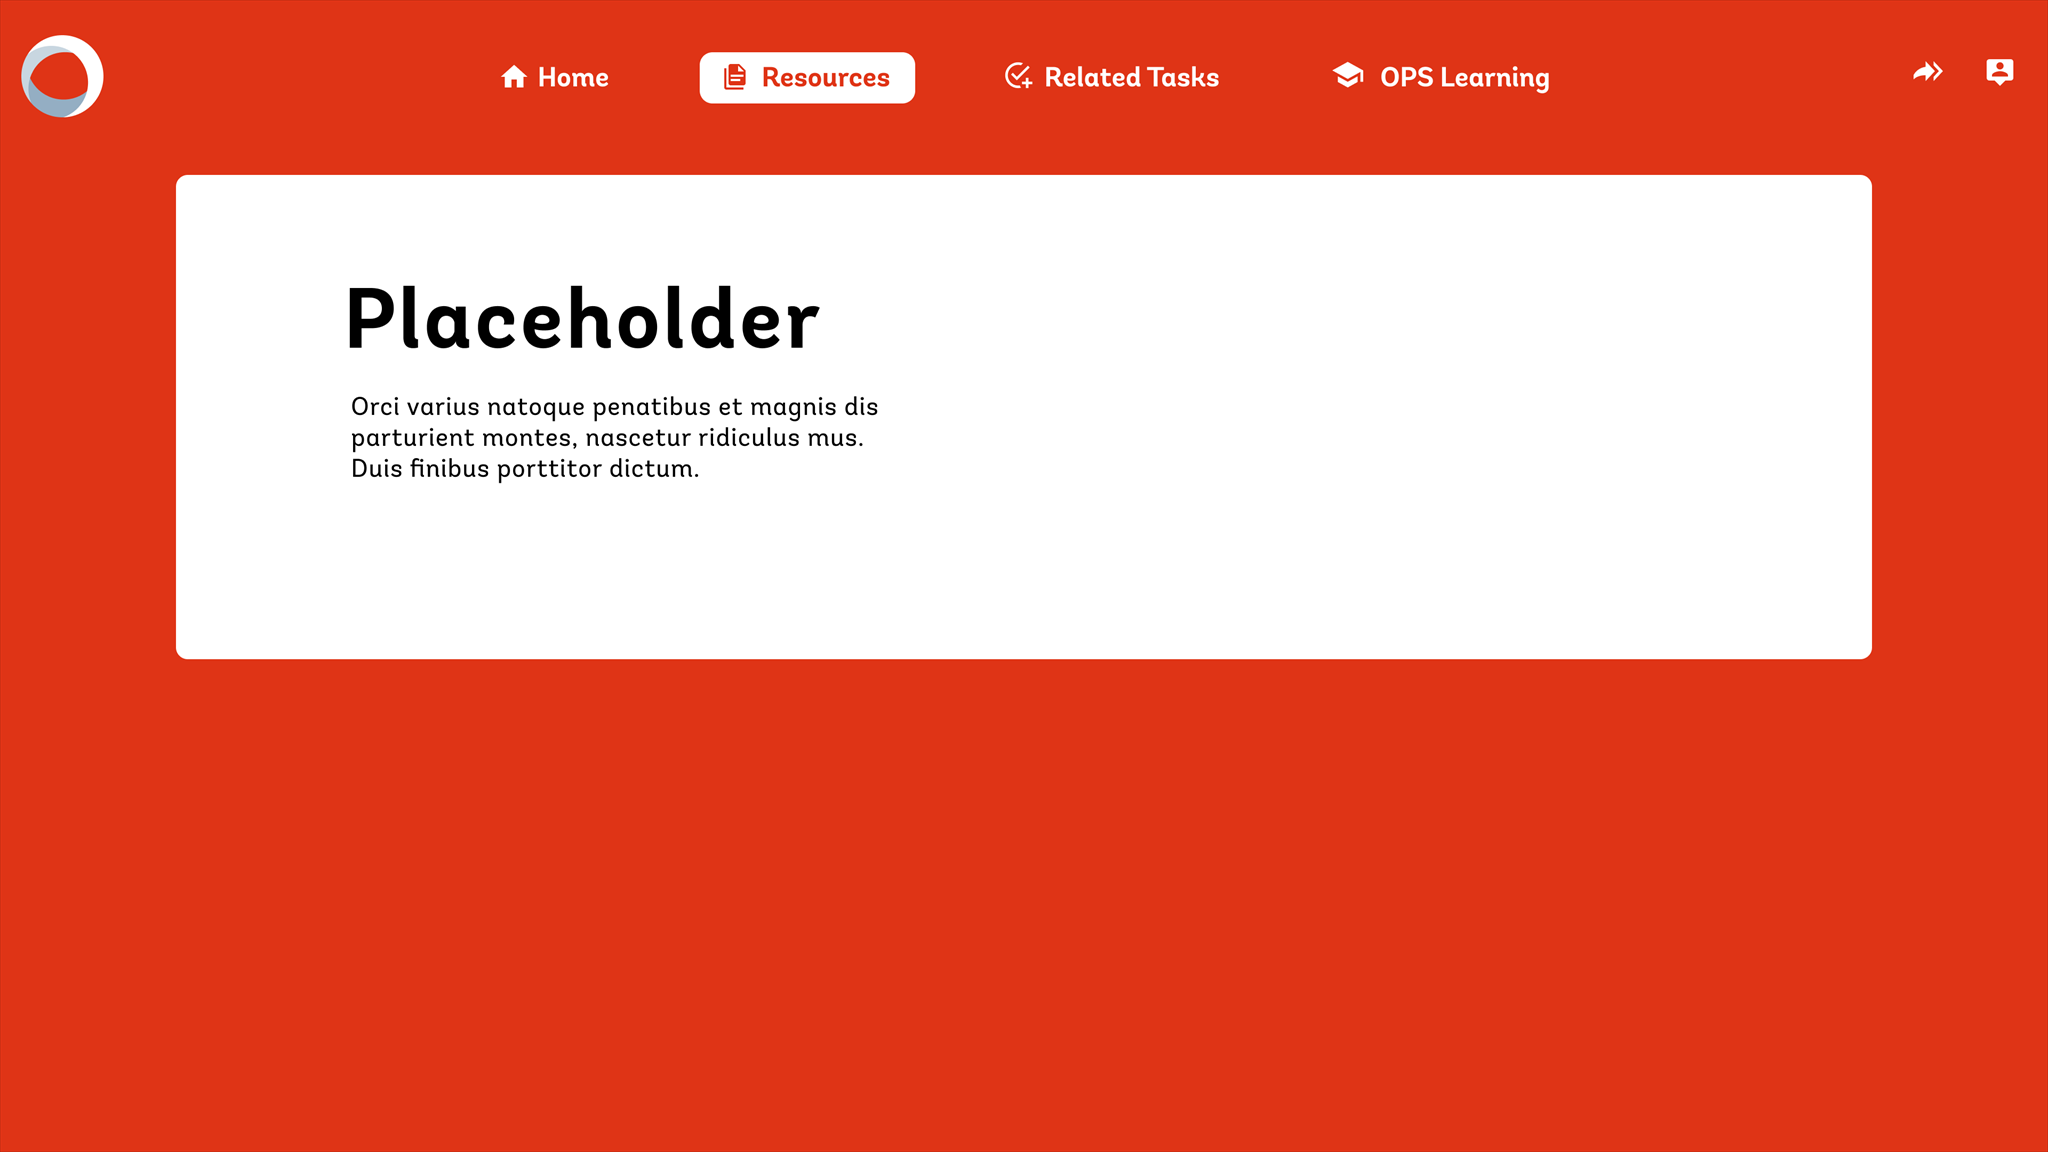 Home
Resources
Related Tasks
OPS Learning
Placeholder
Orci varius natoque penatibus et magnis dis
parturient montes, nascetur ridiculus mus.
Duis finibus porttitor dictum.